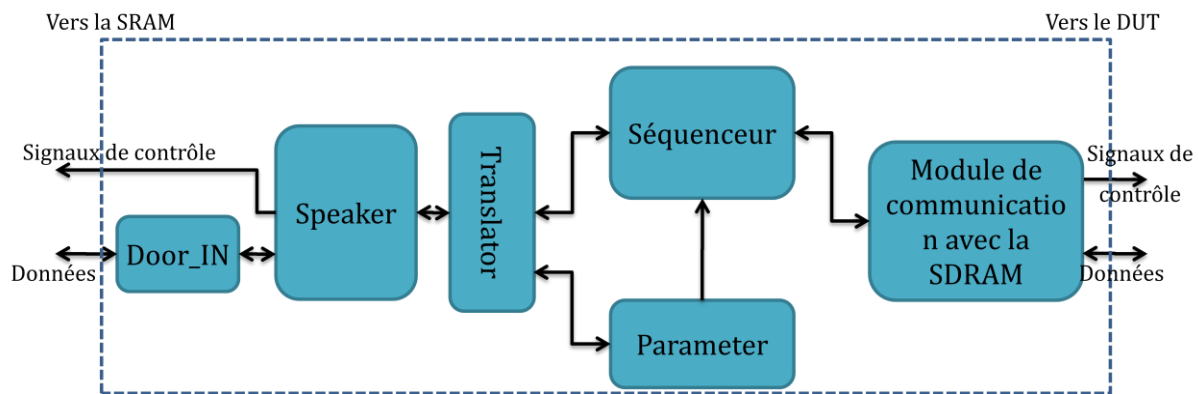 Vers la SRAM
Vers le DUT
Signaux de contrôle
Door_IN
Données
Speaker
Translator
Séquenceur
Parameter
Module de
communicatio
n avec la
SDRAM
Signaux de
contrôle
Données